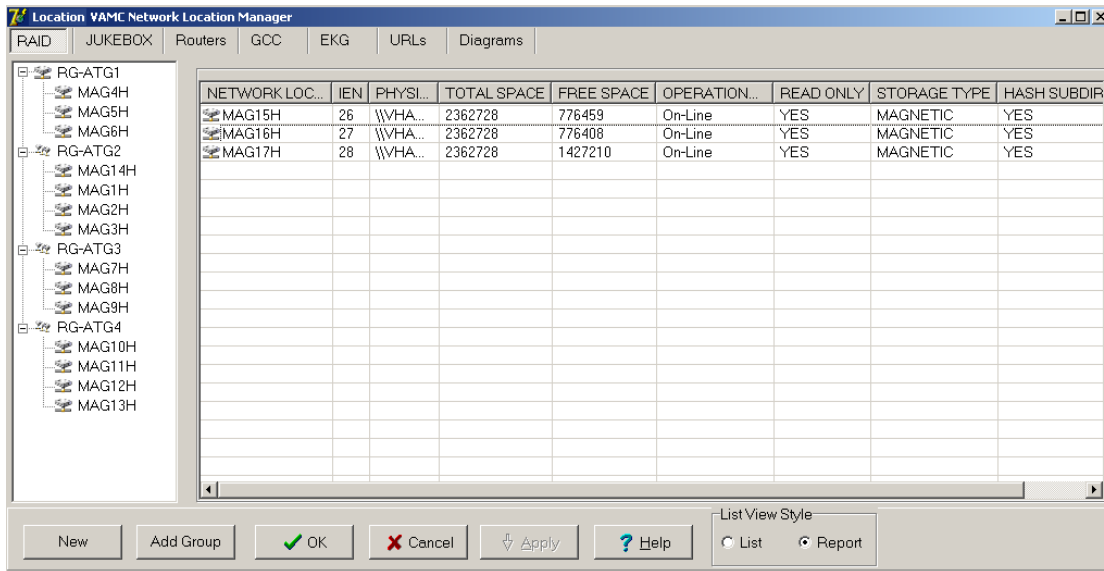 Location VAMC Network Location Manager
RAID JUKEBOX Routers GCC EKG URLs Diagrams
RG-ATG1
MAG4H
MAG5H
MAG6H
RG-ATG2
MAG14H
MAG1H
MAG2H
MAG3H
RG-ATG3
MAG7H
MAG8H
MAG9H
RG-ATG4
MAG10H
MAG11H
MAG12H
MAG13H
NETWORK LOC... IEN PHYSI... TOTAL SPACE FREE SPACE OPERATION... READ ONLY STORAGE TYPE HASH SUBDIR
MAG15H 26 \\VHA... 2362728 776459 On-Line YES MAGNETIC YES
MAG16H 27 \\VHA... 2362728 776408 On-Line YES MAGNETIC YES
MAG17H 28 \\VHA... 2362728 1427210 On-Line YES MAGNETIC YES
New Add Group OK Cancel Apply ? Help
List View Style
List Report